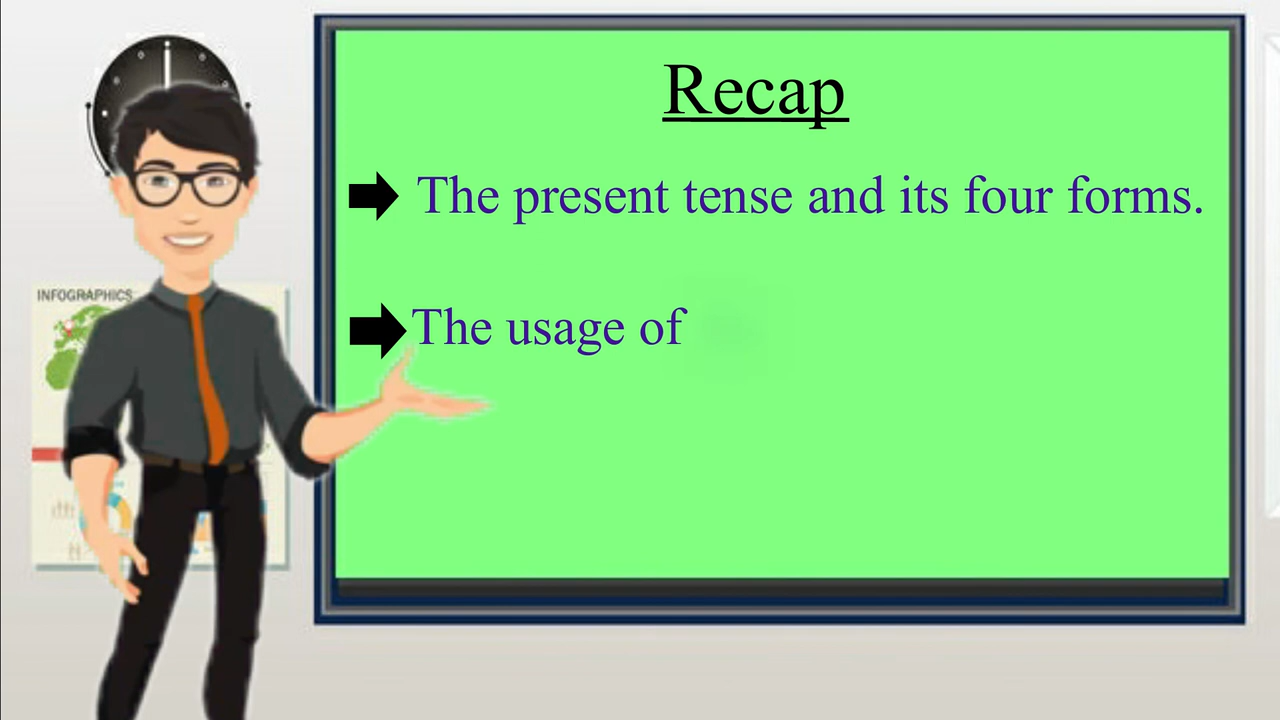 Recap
The present tense and its four forms.
The usage of
INFOGRAPHICS